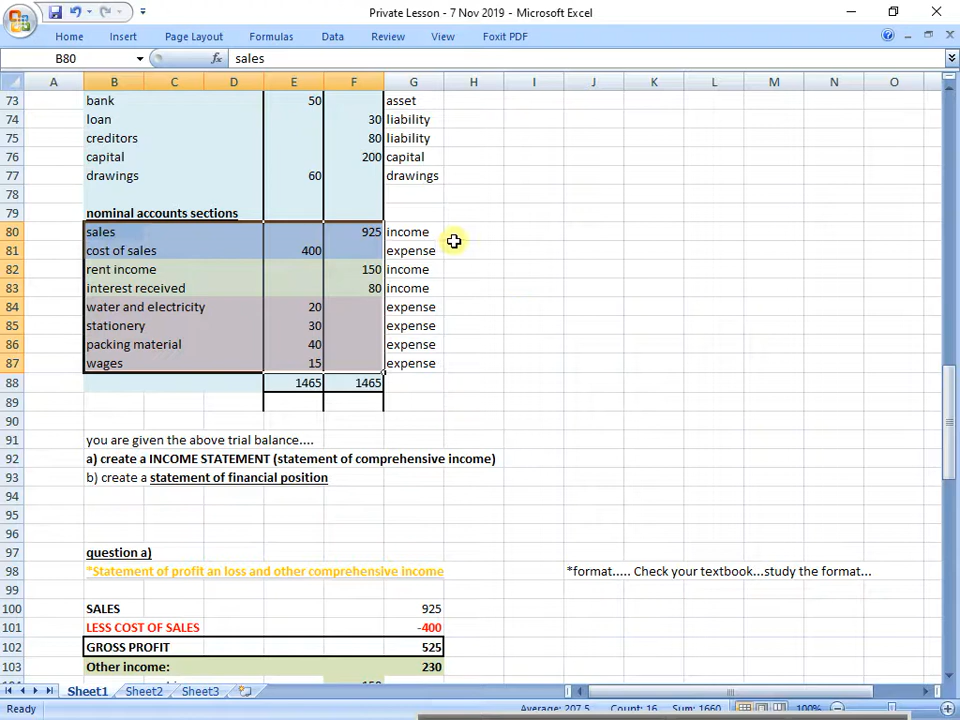 Private Lesson - 7 Nov 2019 - Microsoft Excel
Home Insert Page Layout Formulas Data Review View Foxit PDF
B80 fx sales
A B C D E F G H I J K L M N O
73 bank 50 asset
74 loan 30 liability
75 creditors 80 liability
76 capital 200 capital
77 drawings 60 drawings
78
79 nominal accounts sections
80 sales 925 income
81 cost of sales 400 expense
82 rent income 150 income
83 interest received 80 income
84 water and electricity 20 expense
85 stationery 30 expense
86 packing material 40 expense
87 wages 15 expense
88 1465 1465
89
90
91 you are given the above trial balance....
92 a) create a INCOME STATEMENT (statement of comprehensive income)
93 b) create a statement of financial position
94
95
96
97 question a)
98 *Statement of profit an loss and other comprehensive income *format..... Check your textbook...study the format...
99
100 SALES 925
101 LESS COST OF SALES -400
102 GROSS PROFIT 525
103 Other income: 230
Sheet1 Sheet2 Sheet3
Ready Average: 207.5 Count: 16 Sum: 1660 100%